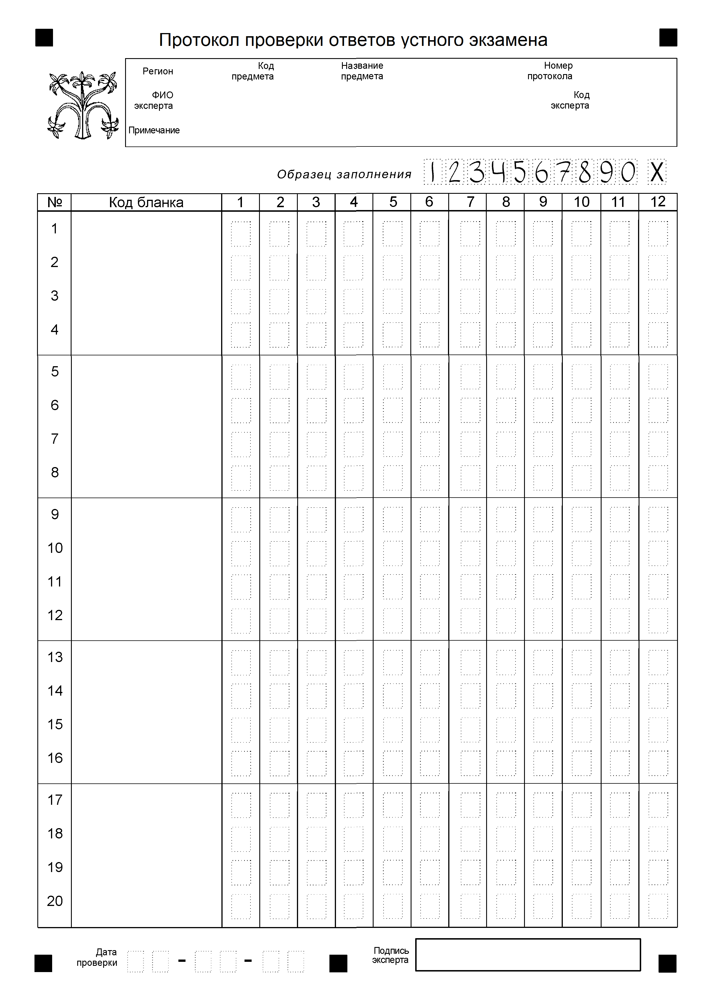 Протокол проверки ответов устного экзамена
Регион
Код предмета
Название предмета
Номер протокола
ФИО эксперта
Код эксперта
Примечание
Образец заполнения 1 2 3 4 5 6 7 8 9 0 X
№ Код бланка 1 2 3 4 5 6 7 8 9 10 11 12
1
2
3
4
5
6
7
8
9
10
11
12
13
14
15
16
17
18
19
20
Дата проверки - -
Подпись эксперта